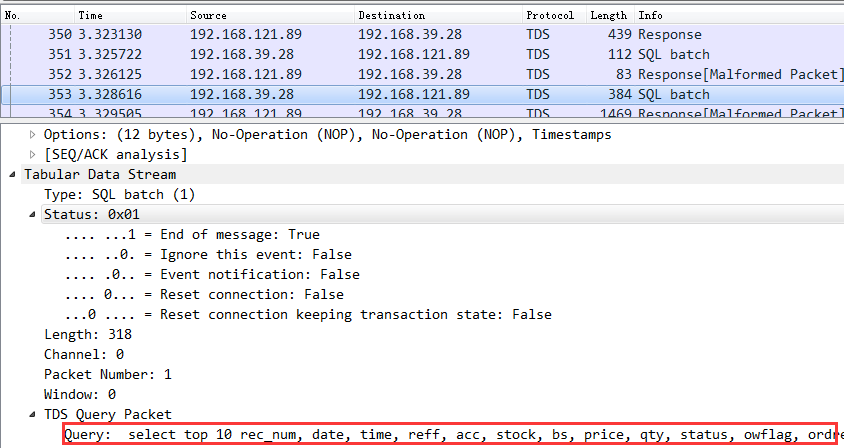 No. Time Source Destination Protocol Length Info
350 3.323130 192.168.121.89 192.168.39.28 TDS 439 Response
351 3.325722 192.168.39.28 192.168.121.89 TDS 112 SQL batch
352 3.326125 192.168.121.89 192.168.39.28 TDS 83 Response[Malformed Packet]
353 3.328616 192.168.39.28 192.168.121.89 TDS 384 SQL batch
354 3.329505 192.168.121.89 192.168.39.28 TDS 1469 Response[Malformed Packet]
Options: (12 bytes), No-Operation (NOP), No-Operation (NOP), Timestamps
[SEQ/ACK analysis]
Tabular Data Stream
Type: SQL batch (1)
Status: 0x01
.... ...1 = End of message: True
.... ..0. = Ignore this event: False
.... .0.. = Event notification: False
.... 0... = Reset connection: False
...0 .... = Reset connection keeping transaction state: False
Length: 318
Channel: 0
Packet Number: 1
Window: 0
TDS Query Packet
Query: select top 10 rec_num, date, time, reff, acc, stock, bs, price, qty, status, owflag, ordre